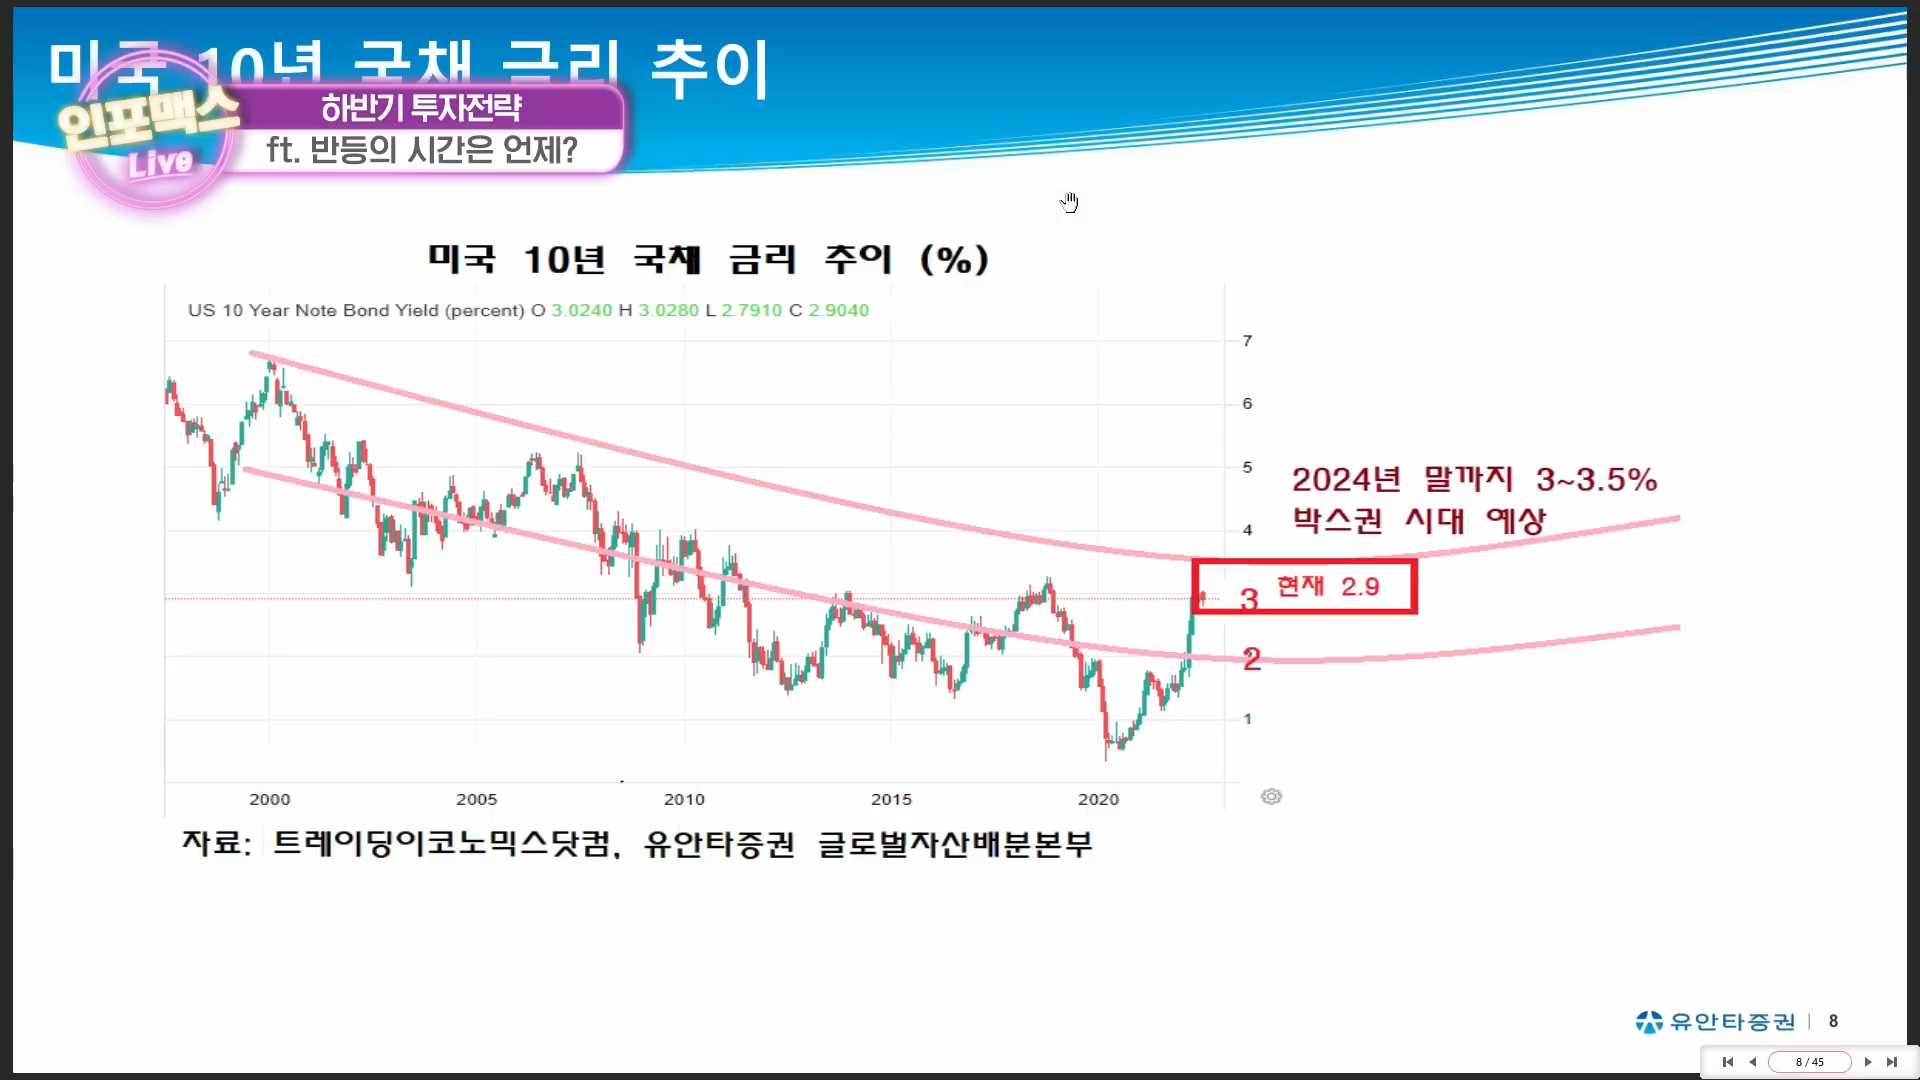 미국 10년 국채 금리 추이
인포맥스
Live
하반기 투자전략
ft. 반등의 시간은 언제?
미국 10년 국채 금리 추이 (%)
US 10 Year Note Bond Yield (percent) O 3.0240 H 3.0280 L 2.7910 C 2.9040
7
6
5
4
3
2
1
2024년 말까지 3~3.5%
박스권 시대 예상
현재 2.9
2000 2005 2010 2015 2020
자료: 트레이딩이코노믹스닷컴, 유안타증권 글로벌자산배분본부
유안타증권 | 8
8 / 45